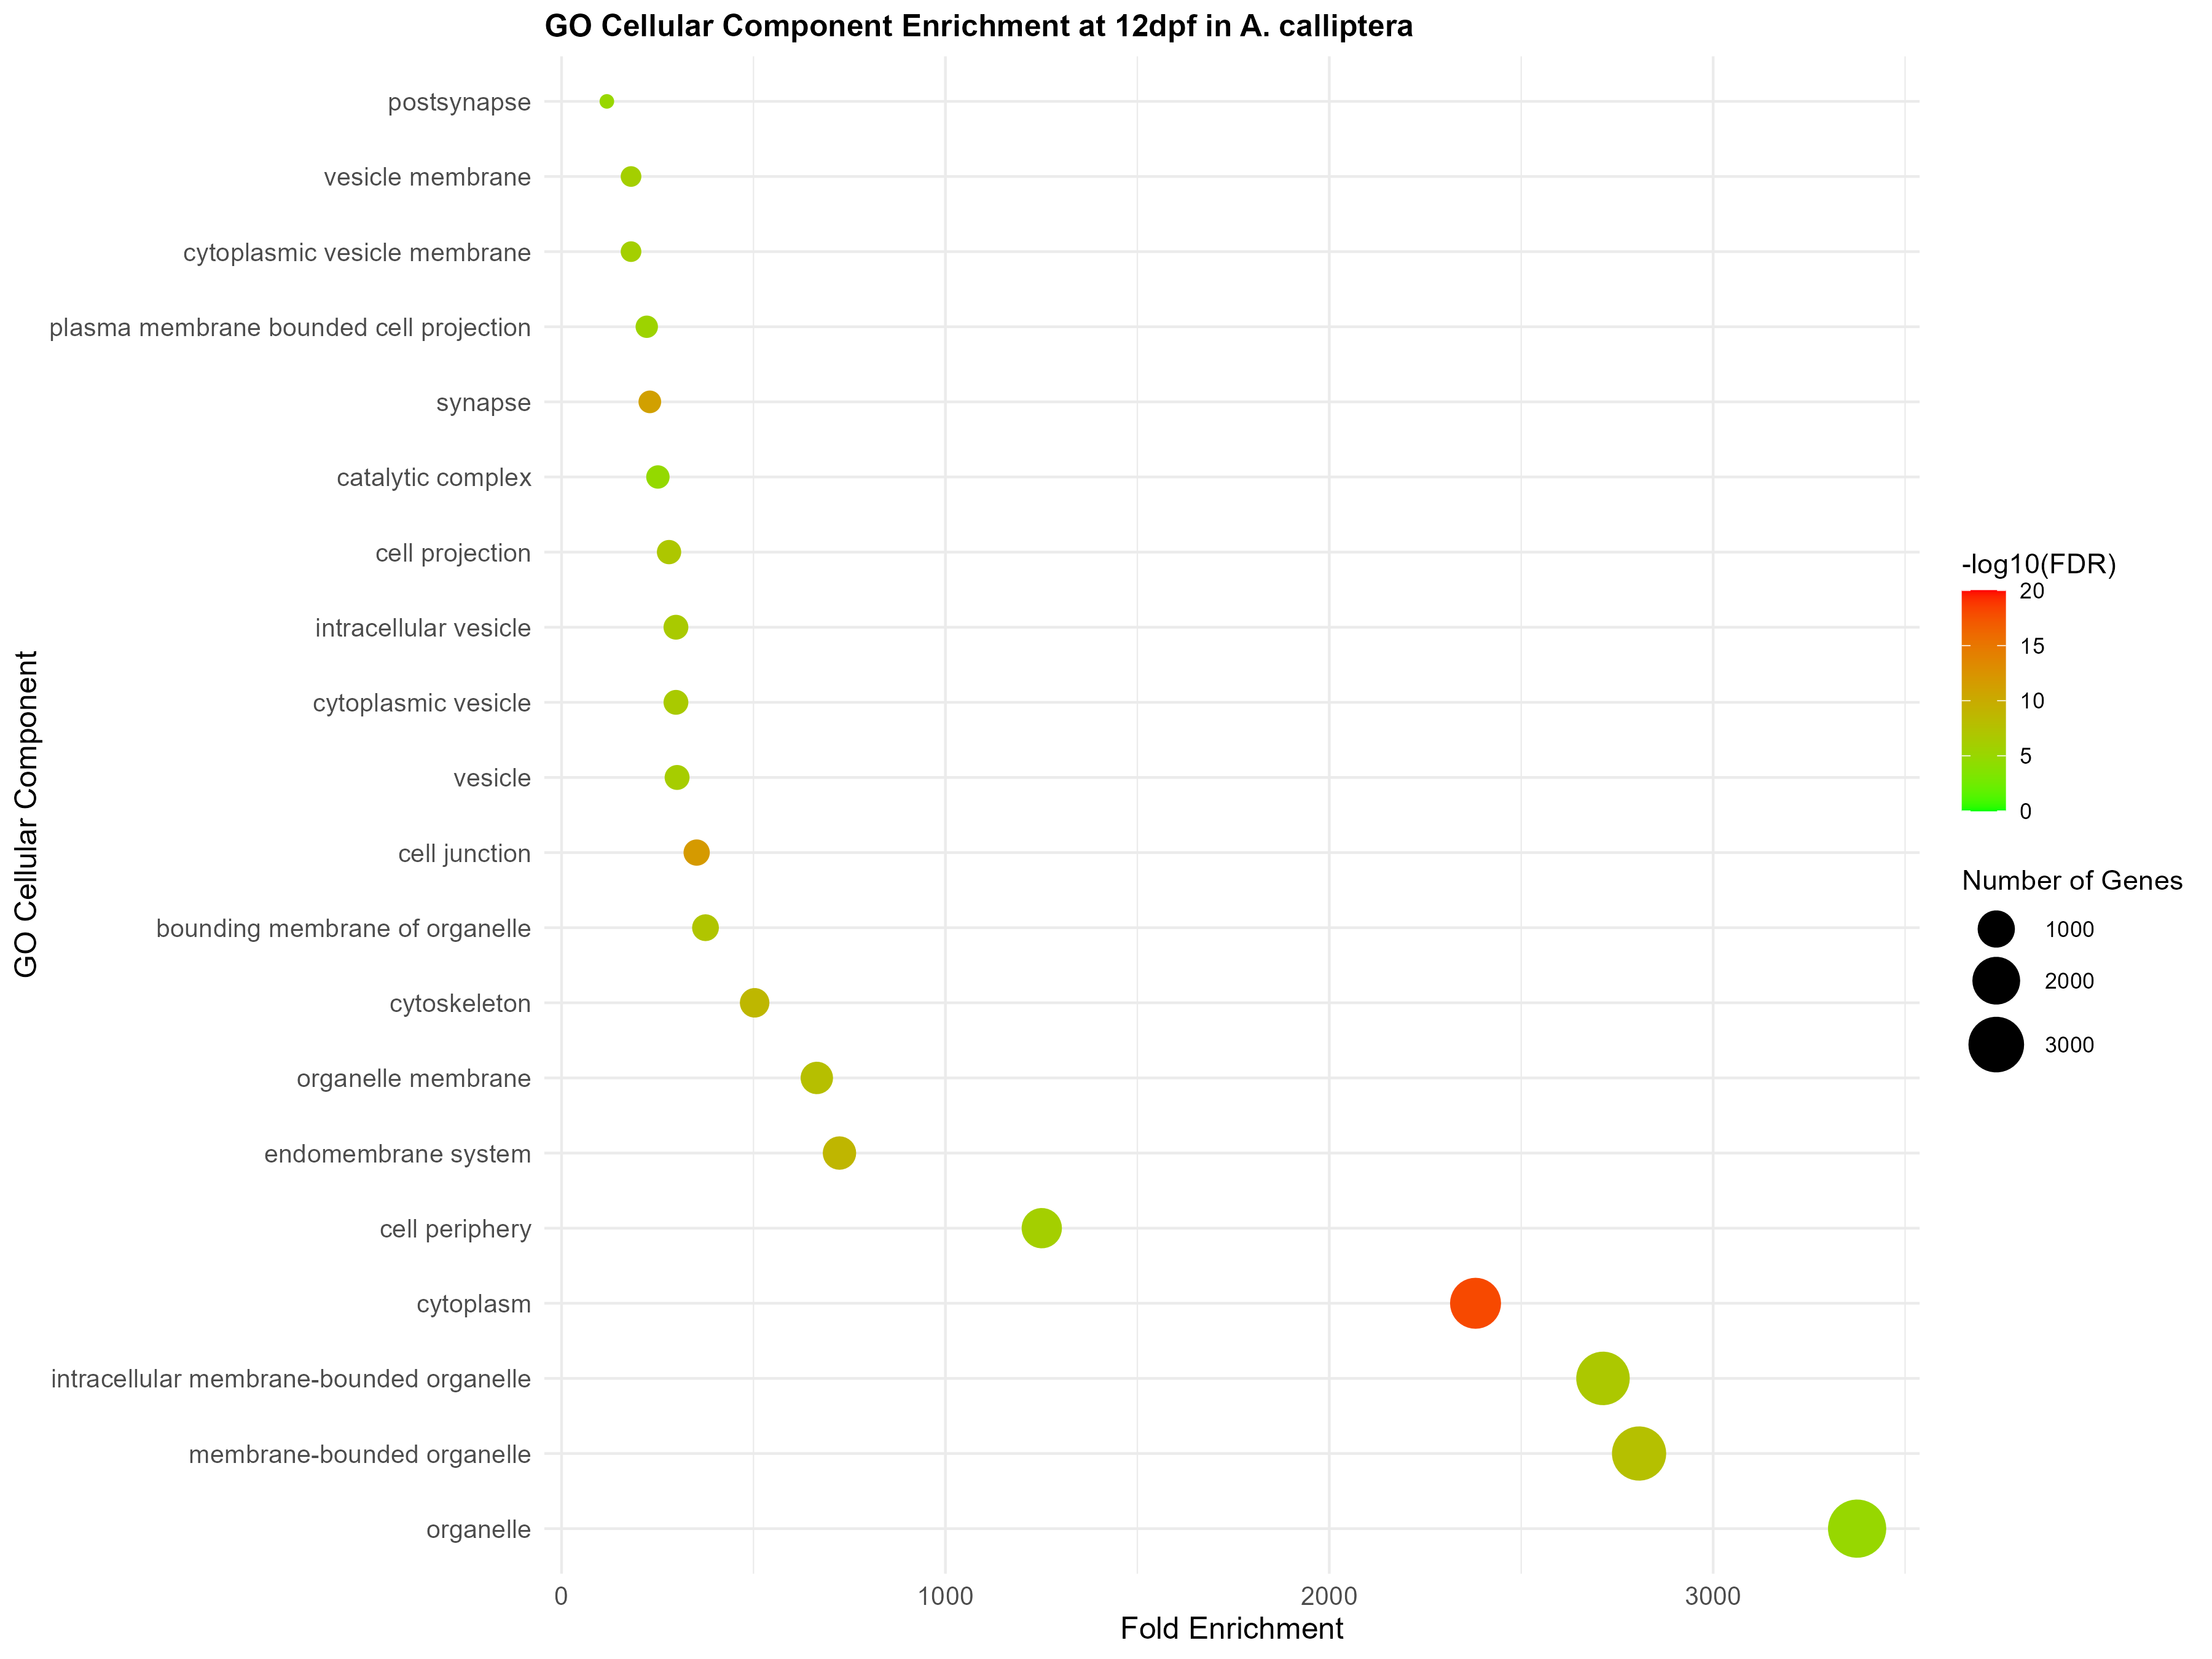 GO Cellular Component Enrichment at 12dpf in A. calliptera
GO Cellular Component
postsynapse
vesicle membrane
cytoplasmic vesicle membrane
plasma membrane bounded cell projection
synapse
catalytic complex
cell projection
intracellular vesicle
cytoplasmic vesicle
vesicle
cell junction
bounding membrane of organelle
cytoskeleton
organelle membrane
endomembrane system
cell periphery
cytoplasm
intracellular membrane-bounded organelle
membrane-bounded organelle
organelle
0 1000 2000 3000
Fold Enrichment
-log10(FDR)
20
15
10
5
0
Number of Genes
1000
2000
3000